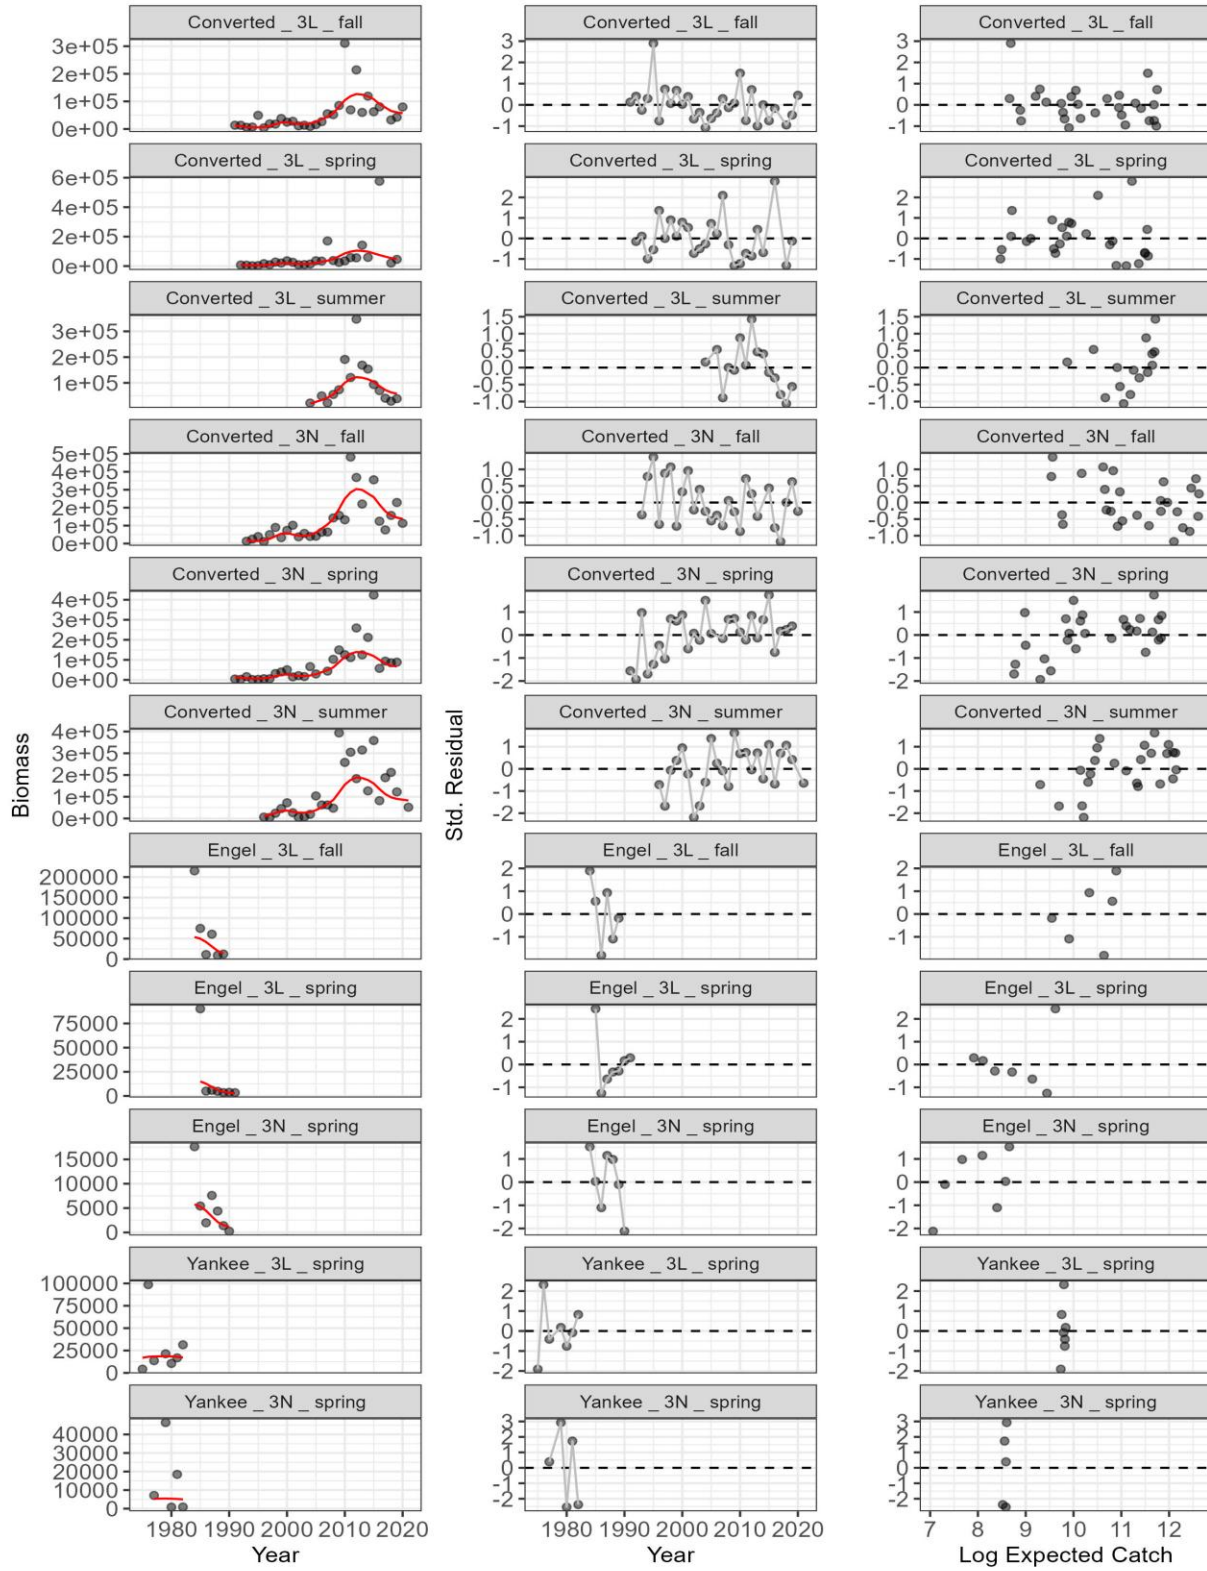 Biomass
Converted _ 3L _ fall
3e+05
2e+05
1e+05
0e+00
Converted _ 3L _ spring
6e+05
4e+05
2e+05
0e+00
Converted _ 3L _ summer
3e+05
2e+05
1e+05
Converted _ 3N _ fall
5e+05
4e+05
3e+05
2e+05
1e+05
0e+00
Converted _ 3N _ spring
4e+05
3e+05
2e+05
1e+05
0e+00
Converted _ 3N _ summer
4e+05
3e+05
2e+05
1e+05
0e+00
Engel _ 3L _ fall
200000
150000
100000
50000
0
Engel _ 3L _ spring
75000
50000
25000
0
Engel _ 3N _ spring
15000
10000
5000
0
Yankee _ 3L _ spring
100000
75000
50000
25000
0
Yankee _ 3N _ spring
40000
30000
20000
10000
0
1980 1990 2000 2010 2020
Year
Std. Residual
Converted _ 3L _ fall
3
2
1
0
-1
Converted _ 3L _ spring
2
1
0
-1
Converted _ 3L _ summer
1.5
1.0
0.5
0.0
-0.5
-1.0
Converted _ 3N _ fall
1.0
0.5
0.0
-0.5
-1.0
Converted _ 3N _ spring
1
0
-1
-2
Converted _ 3N _ summer
1
0
-1
-2
Engel _ 3L _ fall
2
1
0
-1
Engel _ 3L _ spring
2
1
0
-1
Engel _ 3N _ spring
1
0
-1
-2
Yankee _ 3L _ spring
2
1
0
-1
-2
Yankee _ 3N _ spring
3
2
1
0
-1
-2
1980 1990 2000 2010 2020
Year
Converted _ 3L _ fall
3
2
1
0
-1
Converted _ 3L _ spring
2
1
0
-1
Converted _ 3L _ summer
1.5
1.0
0.5
0.0
-0.5
-1.0
Converted _ 3N _ fall
1.0
0.5
0.0
-0.5
-1.0
Converted _ 3N _ spring
1
0
-1
-2
Converted _ 3N _ summer
1
0
-1
-2
Engel _ 3L _ fall
2
1
0
-1
Engel _ 3L _ spring
2
1
0
-1
Engel _ 3N _ spring
1
0
-1
-2
Yankee _ 3L _ spring
2
1
0
-1
-2
Yankee _ 3N _ spring
3
2
1
0
-1
-2
7 8 9 10 11 12
Log Expected Catch